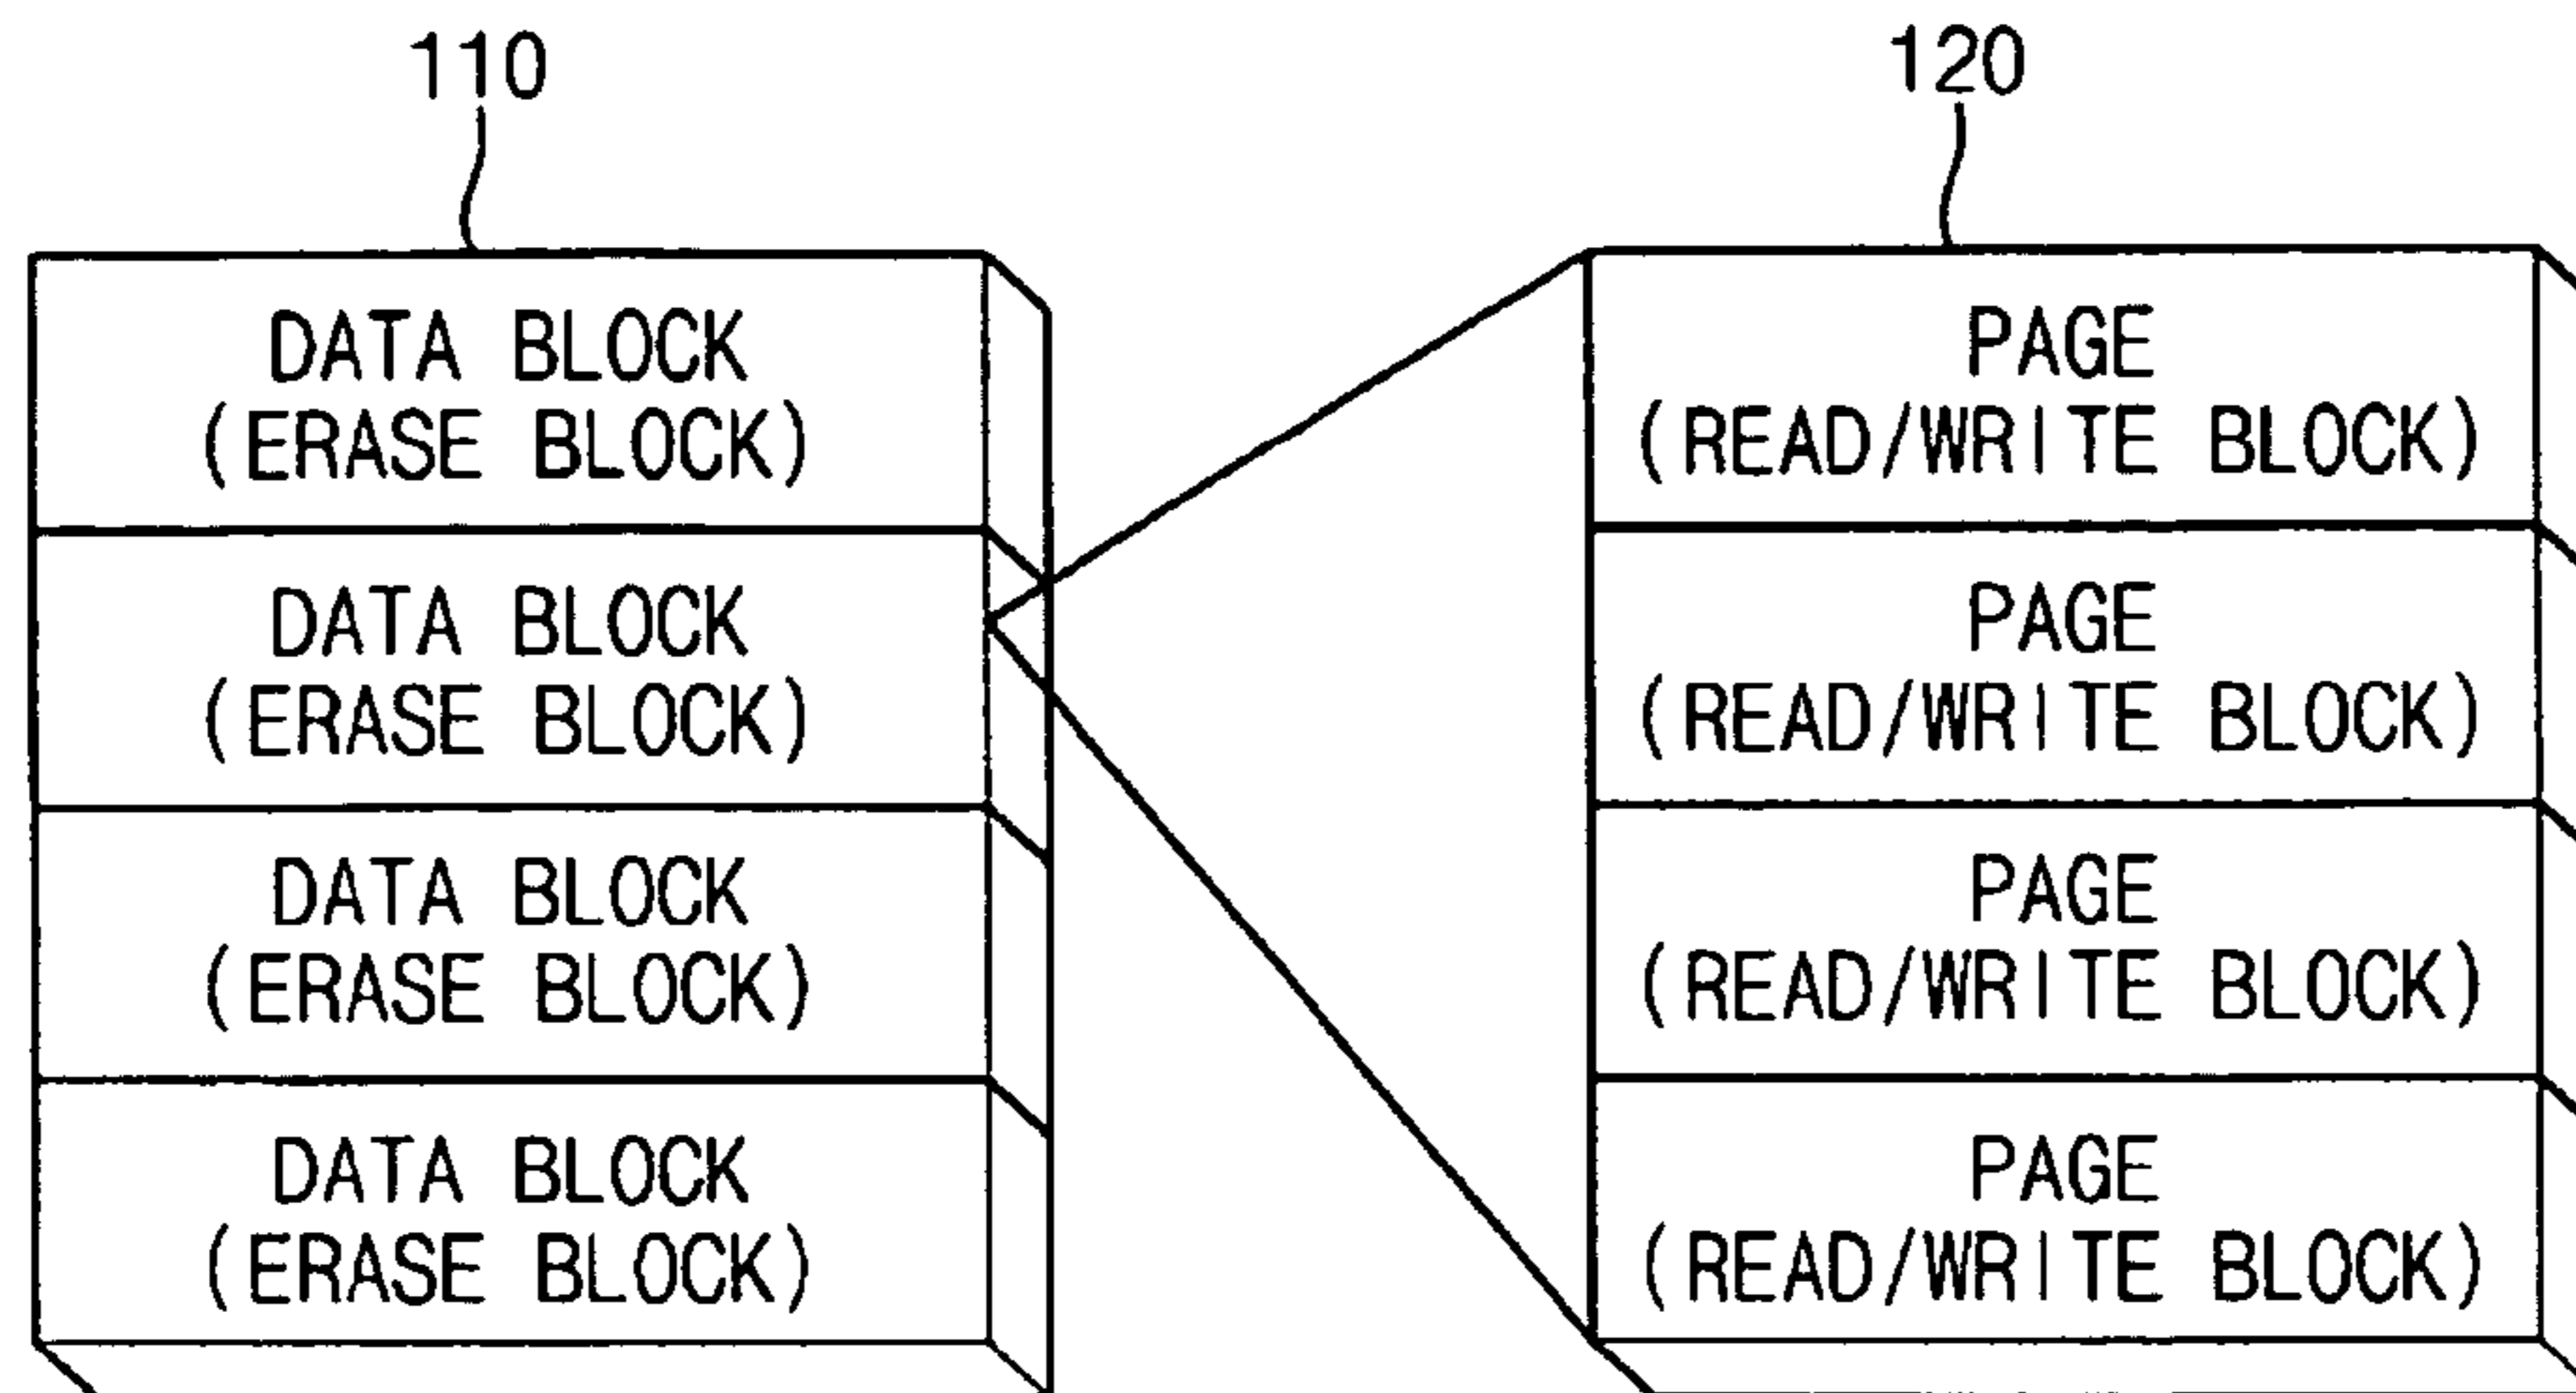 110
DATA BLOCK
(ERASE BLOCK)
DATA BLOCK
(ERASE BLOCK)
DATA BLOCK
(ERASE BLOCK)
DATA BLOCK
(ERASE BLOCK)
120
PAGE
(READ/WRITE BLOCK)
PAGE
(READ/WRITE BLOCK)
PAGE
(READ/WRITE BLOCK)
PAGE
(READ/WRITE BLOCK)